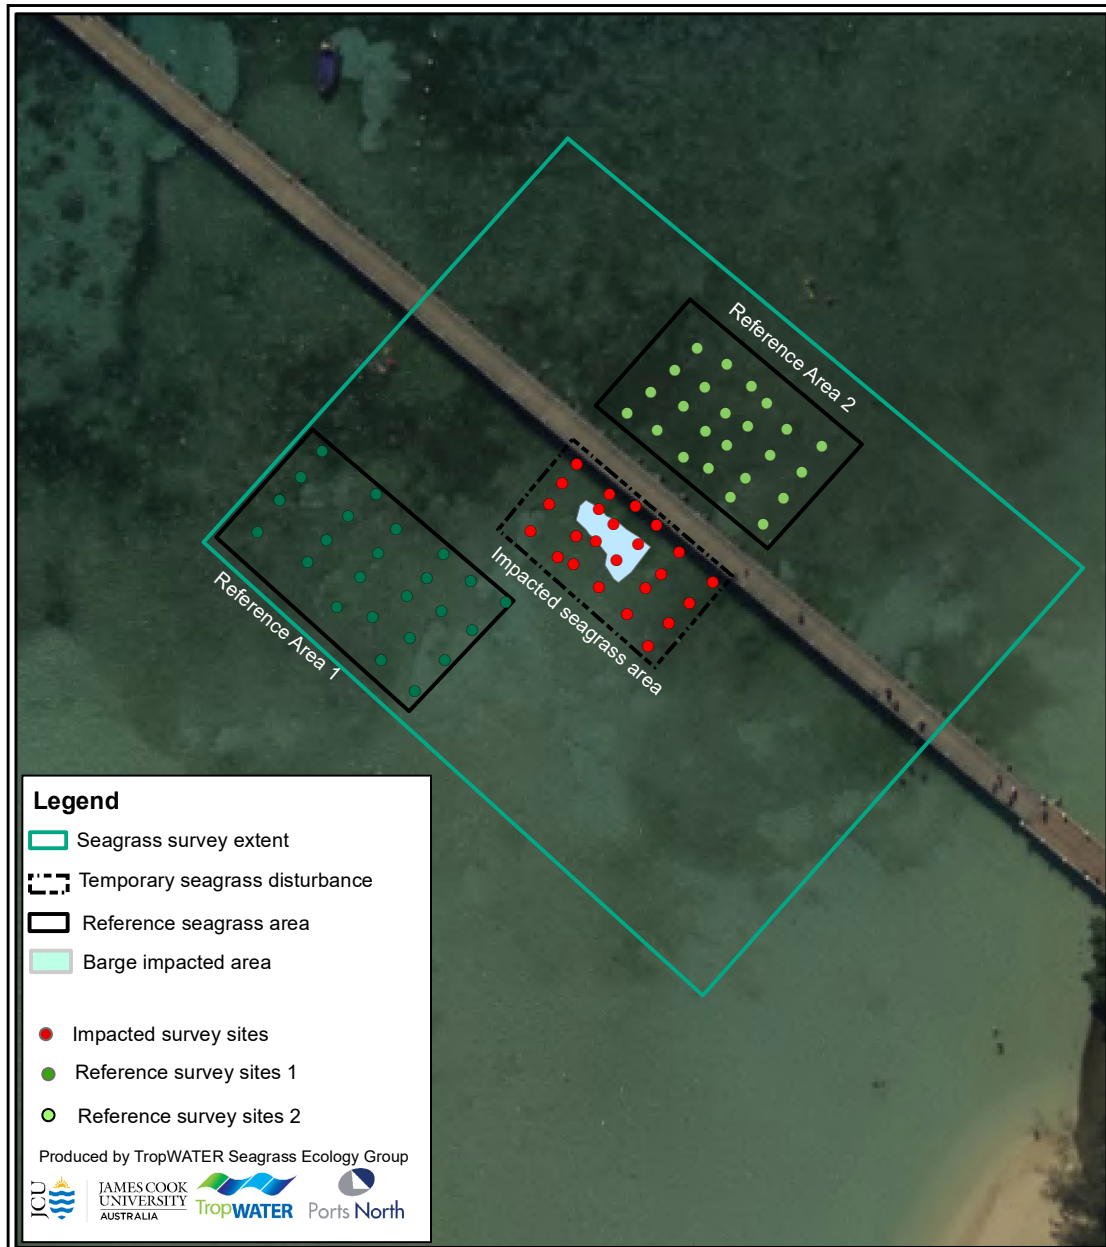 Reference Area 2
Impacted seagrass area
Reference Area 1
Legend
Seagrass survey extent
Temporary seagrass disturbance
Reference seagrass area
Barge impacted area
Impacted survey sites
Reference survey sites 1
Reference survey sites 2
Produced by TropWATER Seagrass Ecology Group
JCU
JAMES COOK
UNIVERSITY
AUSTRALIA
TropWATER
Ports North